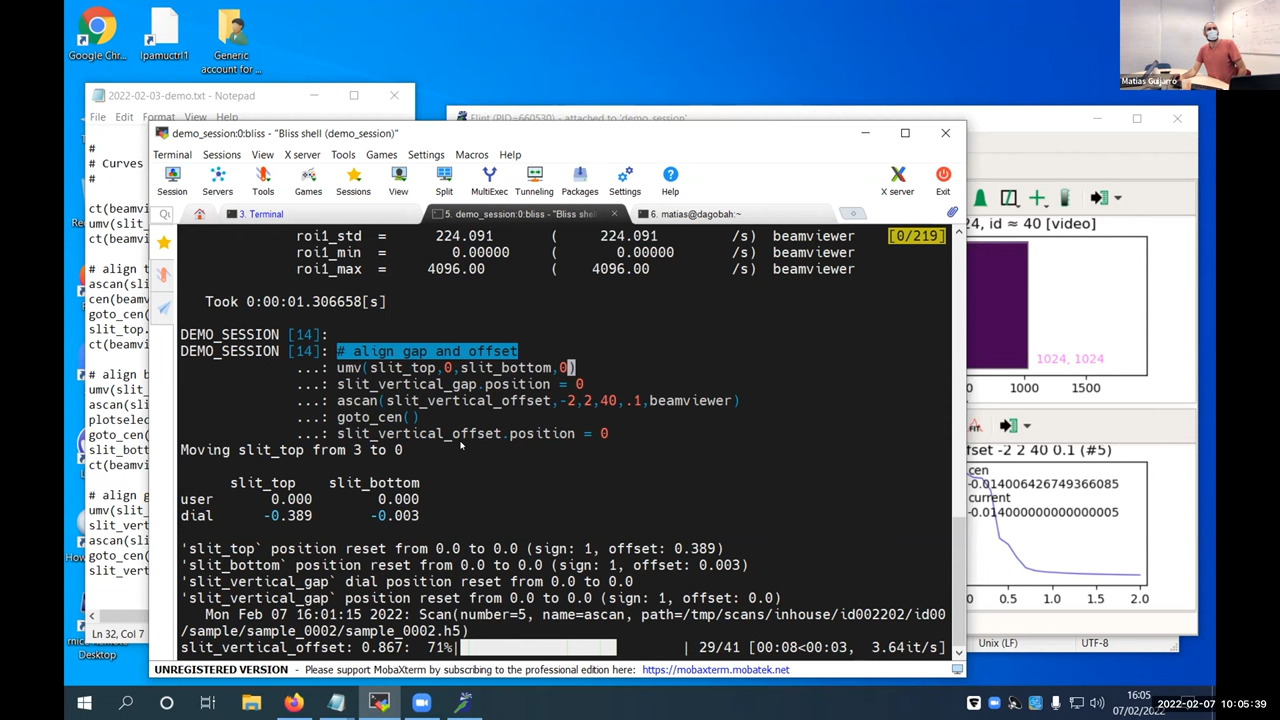 Google Chr...
lpamuctrl1
Generic
account for ...
Matias Guijarro
2022-02-03-demo.txt - Notepad
File Edit Format View Help
Flint (PID=660530) - attached to 'demo_session'
#
# Curves
#
ct(beamvi
umv(slit_
ct(beamvi
# align t
ascan(sli
cen(beamv
goto_cen(
slit_top.
ct(beamvi
# align b
umv(slit_
plotselec
goto_cen(
slit_bott
ct(beamvi
# align g
umv(slit_
slit_vert
ascan(sli
goto_cen(
slit_vert
Ln 32, Col 7
Desktop
demo_session:0:bliss - "Bliss shell (demo_session)"
Terminal Sessions View X server Tools Games Settings Macros Help
Session Servers Tools Games Sessions View Split MultiExec Tunneling Packages Settings Help X server Exit
3. Terminal
5. demo_session:0:bliss - "Bliss shell
6. matias@dagobah:~
roi1_std = 224.091 ( 224.091 /s) beamviewer [0/219]
roi1_min = 0.00000 ( 0.00000 /s) beamviewer
roi1_max = 4096.00 ( 4096.00 /s) beamviewer
Took 0:00:01.306658[s]
DEMO_SESSION [14]:
DEMO_SESSION [14]: # align gap and offset
...: umv(slit_top,0,slit_bottom,0)
...: slit_vertical_gap.position = 0
...: ascan(slit_vertical_offset,-2,2,40,.1,beamviewer)
...: goto_cen()
...: slit_vertical_offset.position = 0
Moving slit_top from 3 to 0
slit_top slit_bottom
user 0.000 0.000
dial -0.389 -0.003
'slit_top` position reset from 0.0 to 0.0 (sign: 1, offset: 0.389)
'slit_bottom` position reset from 0.0 to 0.0 (sign: 1, offset: 0.003)
'slit_vertical_gap` dial position reset from 0.0 to 0.0
'slit_vertical_gap` position reset from 0.0 to 0.0 (sign: 1, offset: 0.0)
Mon Feb 07 16:01:15 2022: Scan(number=5, name=ascan, path=/tmp/scans/inhouse/id002202/id00
/sample/sample_0002/sample_0002.h5)
slit_vertical_offset: 0.867: 71%| | 29/41 [00:08<00:03, 3.64it/s]
UNREGISTERED VERSION - Please support MobaXterm by subscribing to the professional edition here: https://mobaxterm.mobatek.net
24, id ≈ 40 [video]
1024, 1024
1000 1500
FIT
ffset -2 2 40 0.1 (#5)
cen
-0.014006426749366085
current
-0.014000000000000005
0.5 1.0 1.5 2.0
Unix (LF)
UTF-8
16:05
07/02/2022
2022-02-07 10:05:39